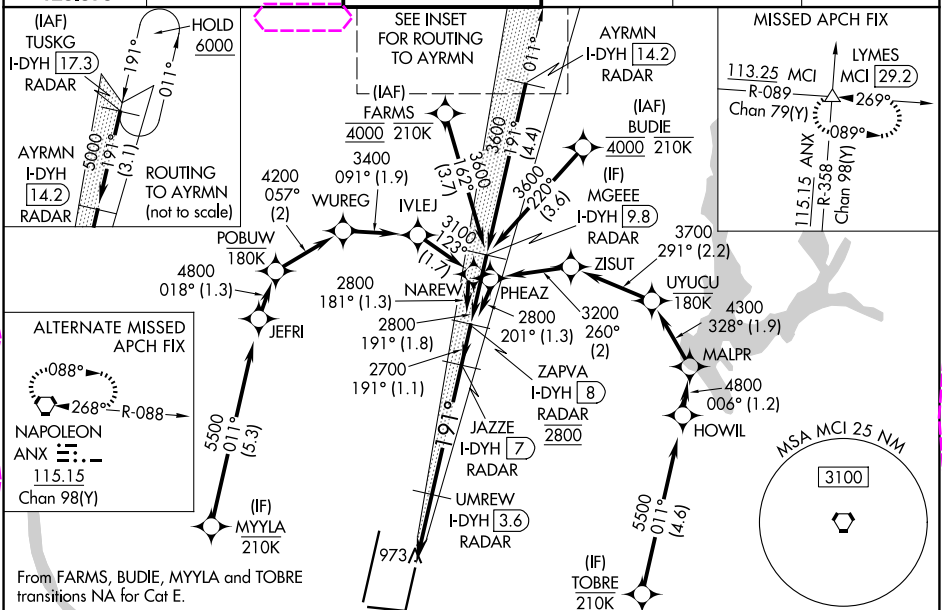 (IAF)
TUSKG
I-DYH 17.3
RADAR
HOLD
6000
191°
011°
5000
191°
(3.1)
AYRMN
I-DYH
14.2
RADAR
ROUTING
TO AYRMN
(not to scale)
SEE INSET
FOR ROUTING
TO AYRMN
011°
AYRMN
I-DYH 14.2
RADAR
3600
191°
(4.4)
(IAF)
FARMS
4000 210K
3600
162°
(3.7)
(IAF)
BUDIE
4000 210K
3600
220°
(3.6)
(IF)
MGEEE
I-DYH 9.8
RADAR
MISSED APCH FIX
LYMES
MCI 29.2
113.25 MCI
R-089
Chan 79(Y)
269°
089°
115.15 ANX
R-358
Chan 98(Y)
3400
091° (1.9)
4200
057°
(2)
WUREG
IVLEJ
POBUW
180K
3100
123°
(1.7)
4800
018° (1.3)
JEFRI
NAREW
PHEAZ
2800
181° (1.3)
2800
191° (1.8)
2700
191° (1.1)
2800
201° (1.3)
3200
260°
(2)
ZISUT
3700
291° (2.2)
UYUCU
180K
4300
328° (1.9)
MALPR
4800
006° (1.2)
HOWIL
ZAPVA
I-DYH 8
RADAR
2800
191°
JAZZE
I-DYH 7
RADAR
UMREW
I-DYH 3.6
RADAR
973
ALTERNATE MISSED
APCH FIX
088°
268°
R-088
NAPOLEON
ANX
115.15
Chan 98(Y)
5500
011°
(5.3)
(IF)
MYYLA
210K
5500
011°
(4.6)
(IF)
TOBRE
210K
MSA MCI 25 NM
3100
From FARMS, BUDIE, MYYLA and TOBRE
transitions NA for Cat E.